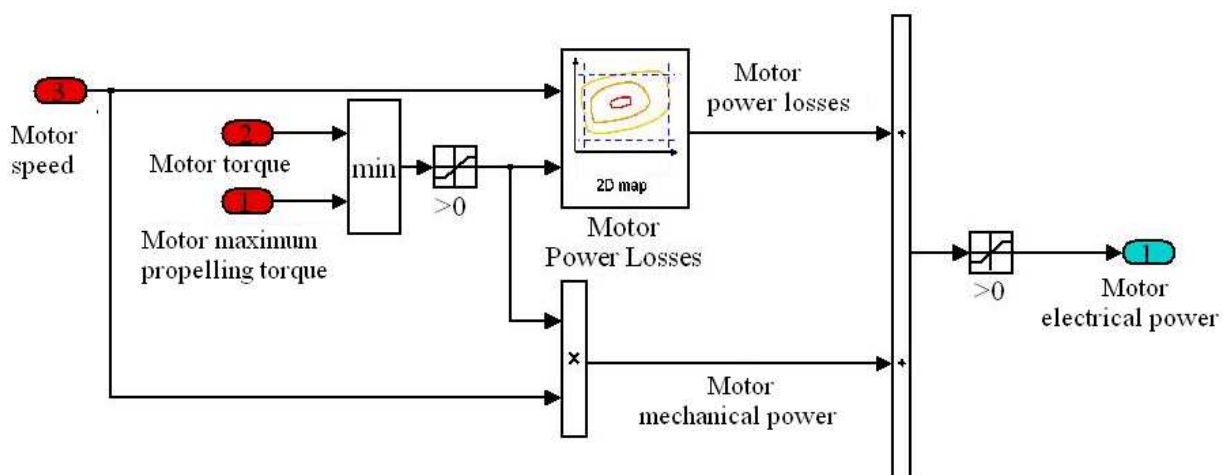 3
Motor
speed
2
Motor torque
1
Motor maximum
propelling torque
min
>0
2D map
Motor
Power Losses
Motor
power losses
x
Motor
mechanical power
+
+
>0
1
Motor
electrical power